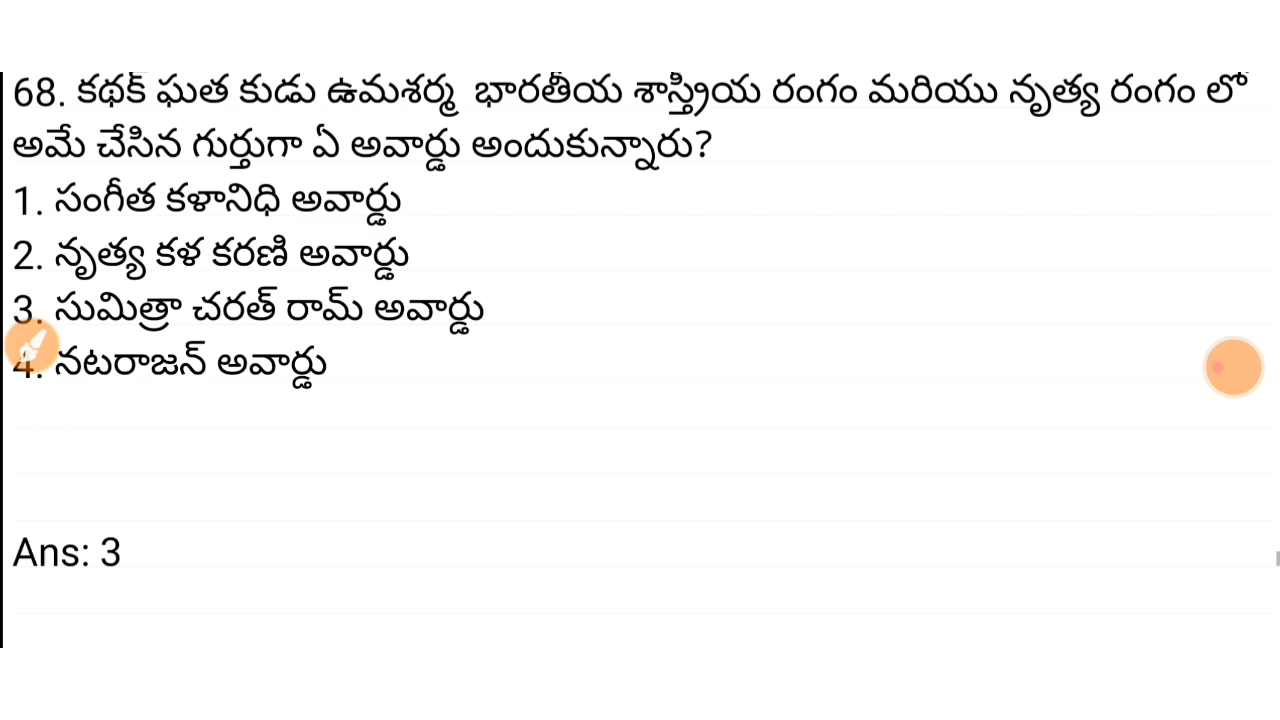 68. కథక్ ఘత కుడు ఉమశర్మ భారతీయ శాస్త్రియ రంగం మరియు నృత్య రంగం లో
అమే చేసిన గుర్తుగా ఏ అవార్డు అందుకున్నారు?
1. సంగీత కళానిధి అవార్డు
2. నృత్య కళ కరణి అవార్డు
3. సుమిత్రా చరత్ రామ్ అవార్డు
4. నటరాజన్ అవార్డు
Ans: 3